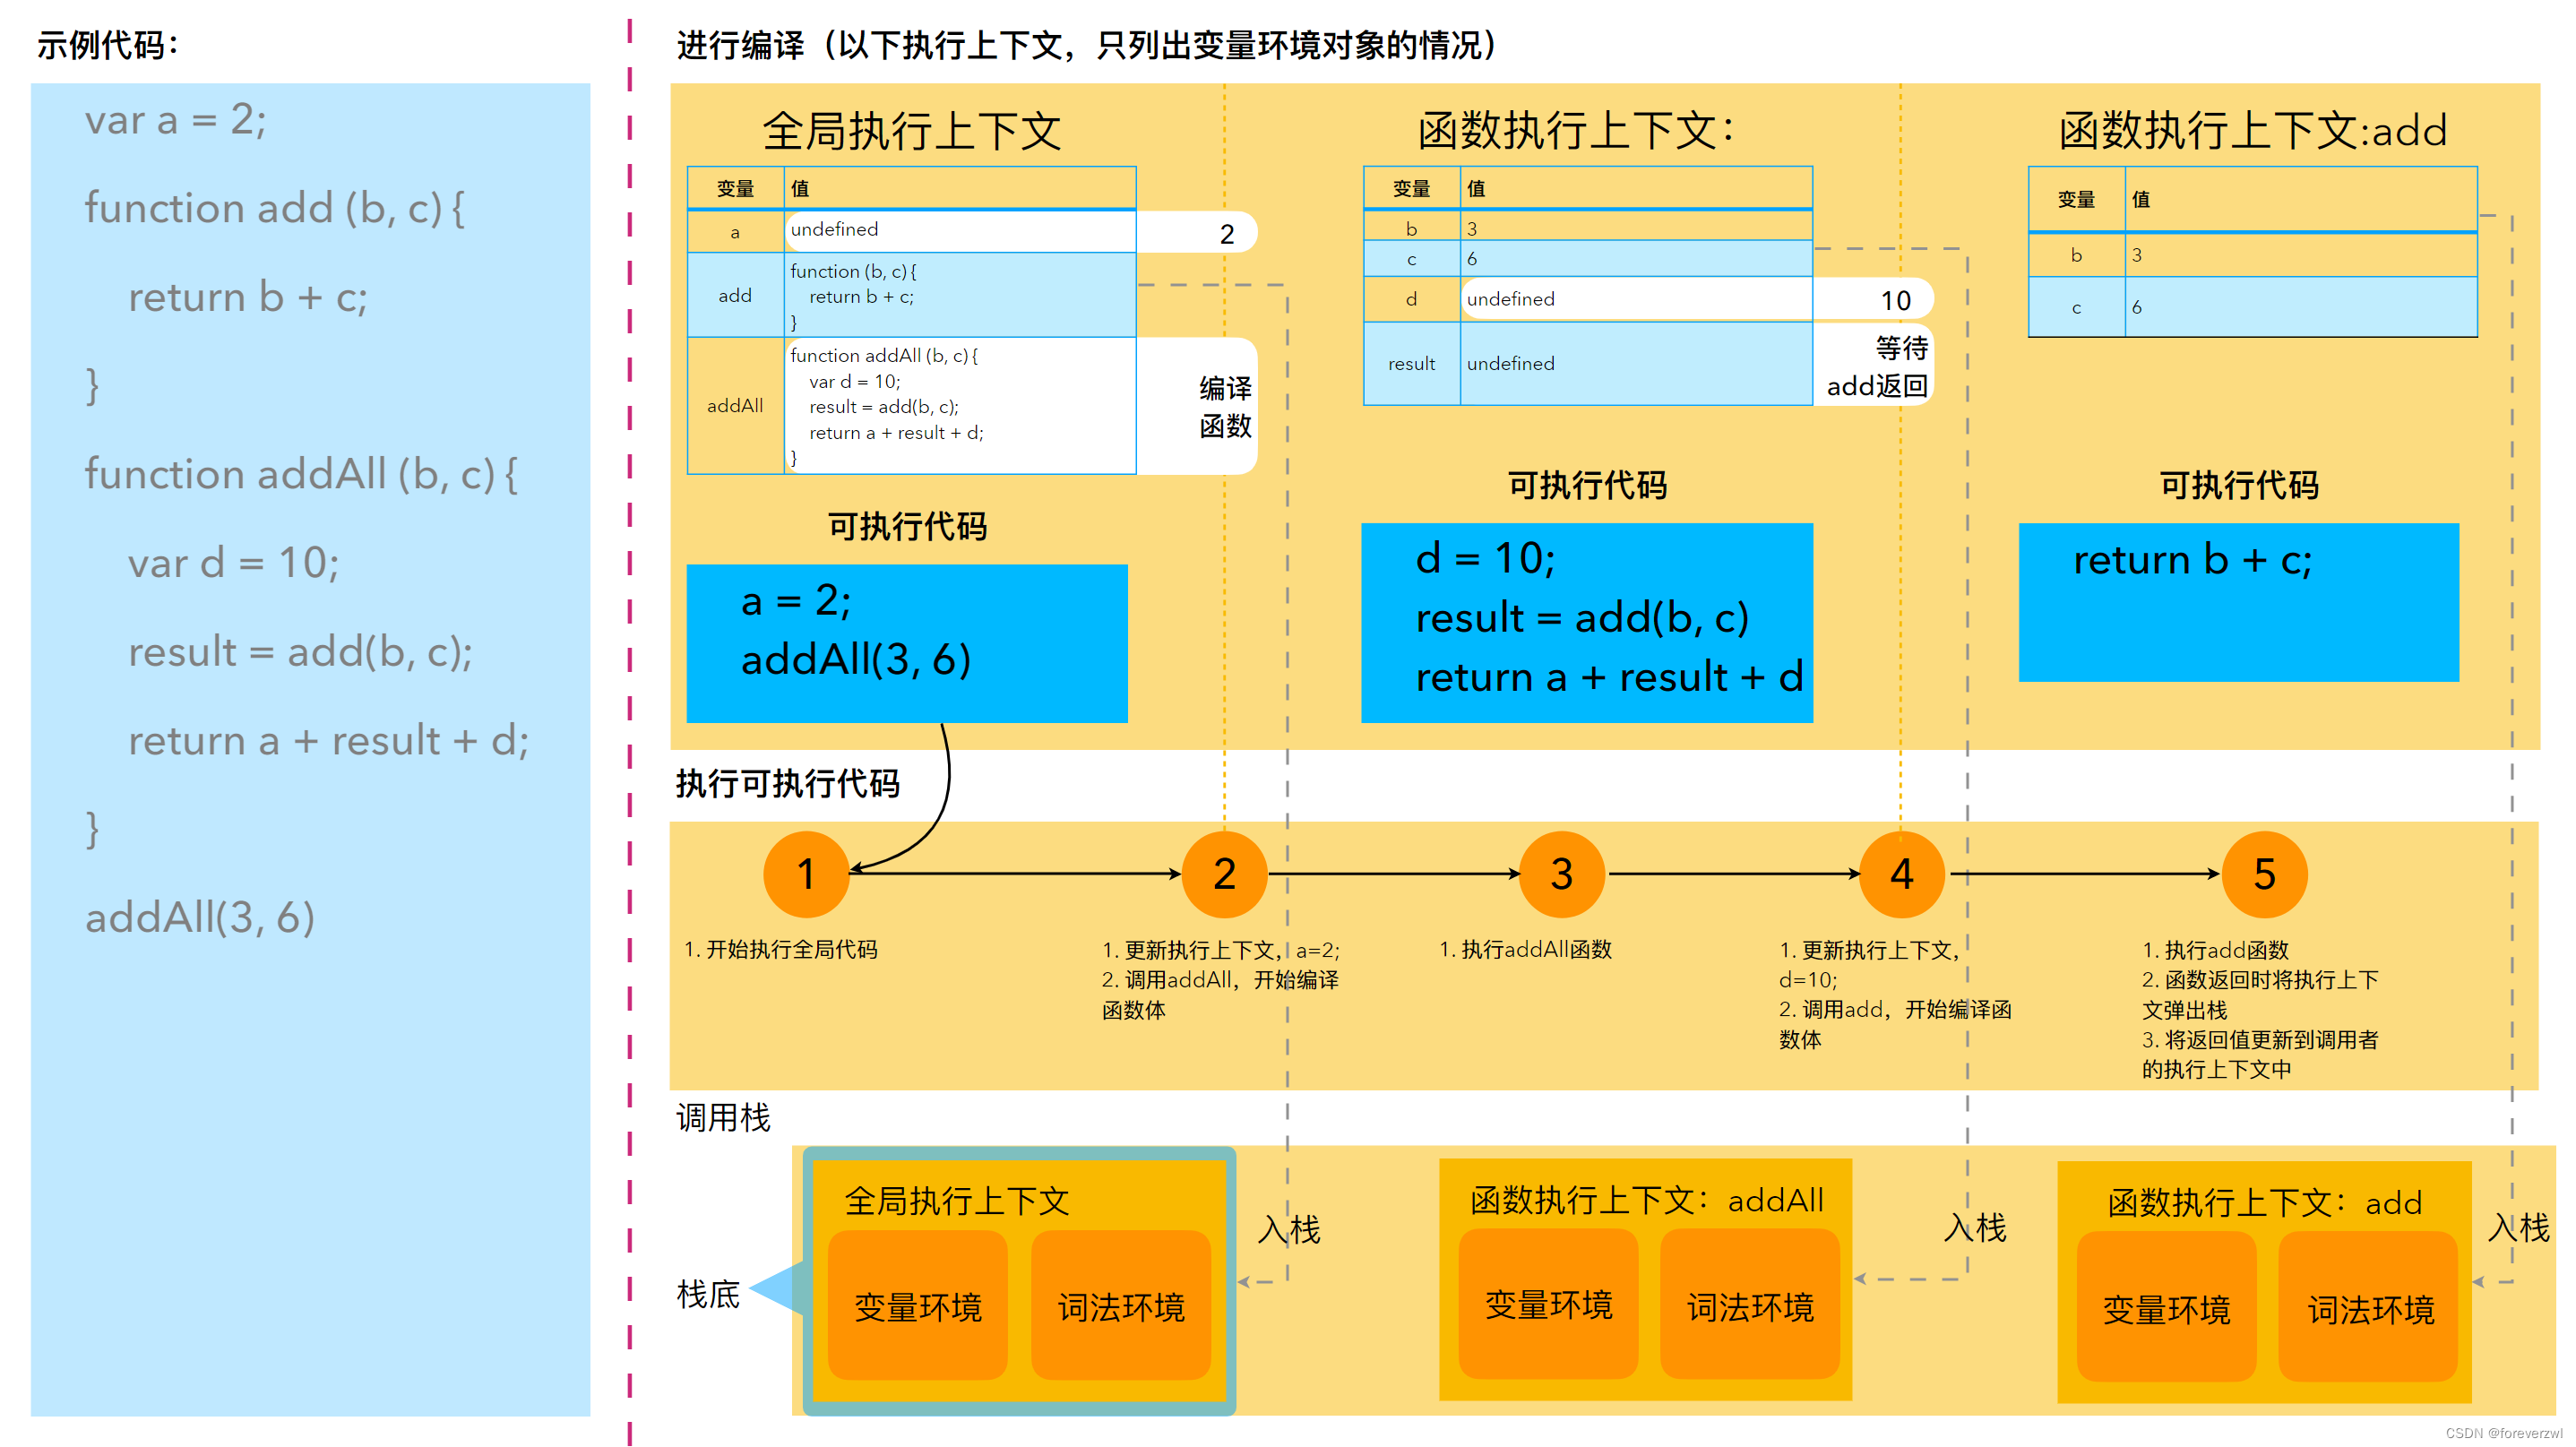 示例代码：
var a = 2;
function add (b, c) {
return b + c;
}
function addAll (b, c) {
var d = 10;
result = add(b, c);
return a + result + d;
}
addAll(3, 6)
进行编译（以下执行上下文，只列出变量环境对象的情况）
全局执行上下文
变量 值
a undefined 2
add function (b, c) {
return b + c;
}
addAll function addAll (b, c) {
var d = 10;
result = add(b, c);
return a + result + d;
}
编译
函数
可执行代码
a = 2;
addAll(3, 6)
函数执行上下文：
变量 值
b 3
c 6
d undefined 10
result undefined
等待
add返回
可执行代码
d = 10;
result = add(b, c)
return a + result + d
函数执行上下文:add
变量 值
b 3
c 6
可执行代码
return b + c;
执行可执行代码
1
1. 开始执行全局代码
2
1. 更新执行上下文，a=2;
2. 调用addAll，开始编译
函数体
3
1. 执行addAll函数
4
1. 更新执行上下文，
d=10;
2. 调用add，开始编译函
数体
5
1. 执行add函数
2. 函数返回时将执行上下
文弹出栈
3. 将返回值更新到调用者
的执行上下文中
调用栈
栈底
全局执行上下文
变量环境 词法环境
入栈
函数执行上下文：addAll
变量环境 词法环境
入栈
函数执行上下文：add
变量环境 词法环境
入栈
CSDN @foreverzwl